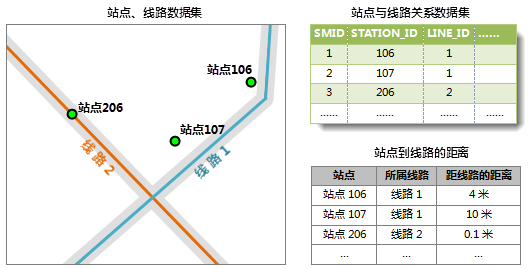 站点、线路数据集
站点106
站点206
站点107
线路2
线路1
站点与线路关系数据集
SMID STATION_ID LINE_ID ......
1 106 1
2 107 1
3 206 2
...... ...... ...... ......
站点到线路的距离
站点 所属线路 距线路的距离
站点 106 线路 1 4 米
站点 107 线路 1 10 米
站点 206 线路 2 0.1 米
... ... ...